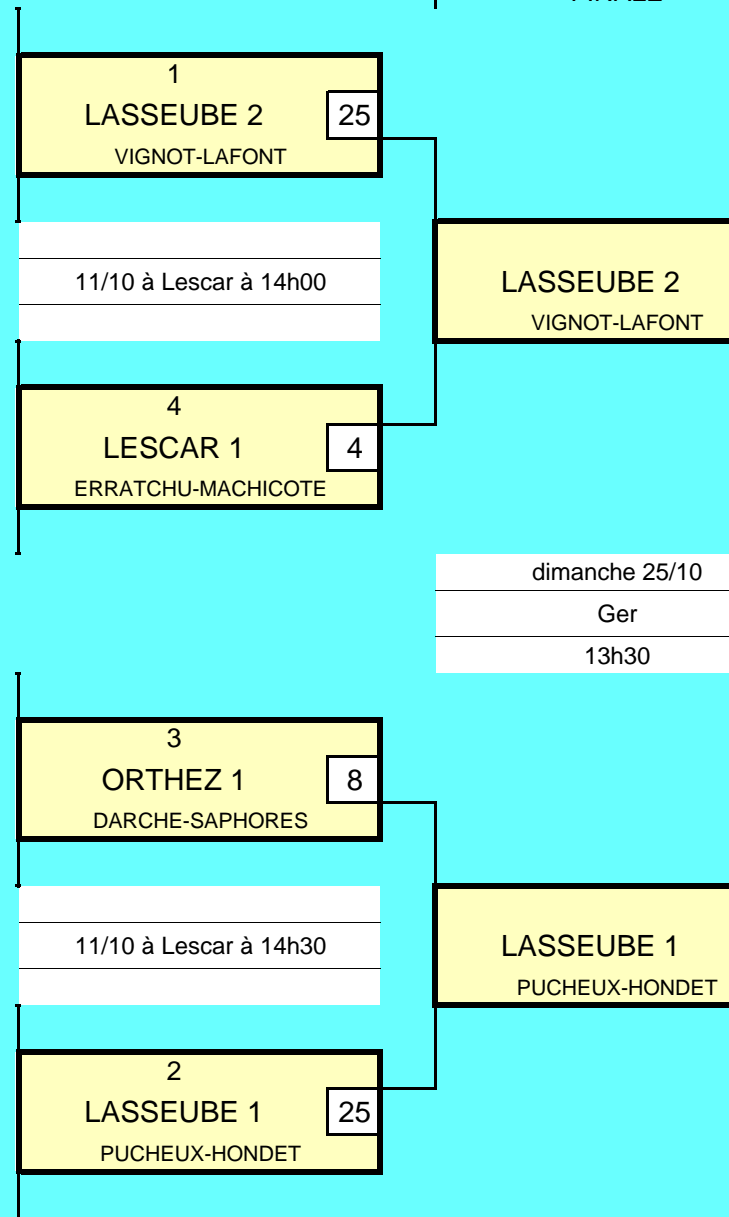 1
LASSEUBE 2
25
VIGNOT-LAFONT
11/10 à Lescar à 14h00
LASSEUBE 2
VIGNOT-LAFONT
4
LESCAR 1
4
ERRATCHU-MACHICOTE
dimanche 25/10
Ger
13h30
3
ORTHEZ 1
8
DARCHE-SAPHORES
11/10 à Lescar à 14h30
LASSEUBE 1
PUCHEUX-HONDET
2
LASSEUBE 1
25
PUCHEUX-HONDET